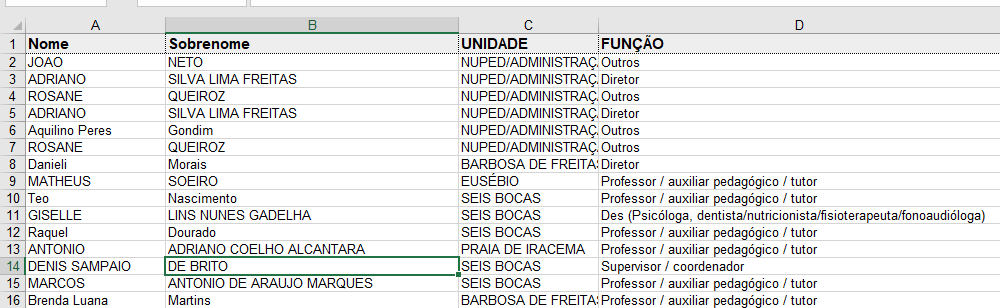 A B C D
1 Nome Sobrenome UNIDADE FUNÇÃO
2 JOAO NETO NUPED/ADMINISTRAÇ Outros
3 ADRIANO SILVA LIMA FREITAS NUPED/ADMINISTRAÇ Diretor
4 ROSANE QUEIROZ NUPED/ADMINISTRAÇ Outros
5 ADRIANO SILVA LIMA FREITAS NUPED/ADMINISTRAÇ Diretor
6 Aquilino Peres Gondim NUPED/ADMINISTRAÇ Outros
7 ROSANE QUEIROZ NUPED/ADMINISTRAÇ Outros
8 Danieli Morais BARBOSA DE FREITAS Diretor
9 MATHEUS SOEIRO EUSÉBIO Professor / auxiliar pedagógico / tutor
10 Teo Nascimento SEIS BOCAS Professor / auxiliar pedagógico / tutor
11 GISELLE LINS NUNES GADELHA SEIS BOCAS Des (Psicóloga, dentista/nutricionista/fisioterapeuta/fonoaudióloga)
12 Raquel Dourado SEIS BOCAS Professor / auxiliar pedagógico / tutor
13 ANTONIO ADRIANO COELHO ALCANTARA PRAIA DE IRACEMA Professor / auxiliar pedagógico / tutor
14 DENIS SAMPAIO DE BRITO SEIS BOCAS Supervisor / coordenador
15 MARCOS ANTONIO DE ARAUJO MARQUES SEIS BOCAS Professor / auxiliar pedagógico / tutor
16 Brenda Luana Martins BARBOSA DE FREITAS Professor / auxiliar pedagógico / tutor